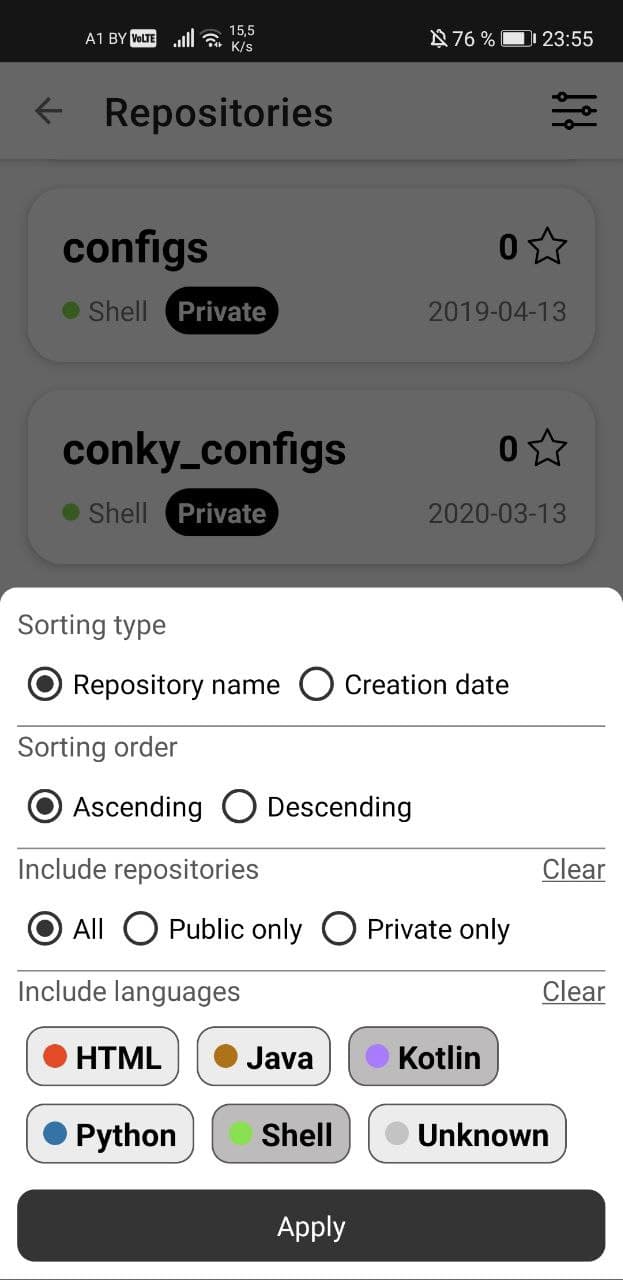 A1 BY VoLTE 15,5 K/s 76 % 23:55
Repositories
configs 0
Shell Private 2019-04-13
conky_configs 0
Shell Private 2020-03-13
Sorting type
Repository name Creation date
Sorting order
Ascending Descending
Include repositories Clear
All Public only Private only
Include languages Clear
HTML Java Kotlin
Python Shell Unknown
Apply